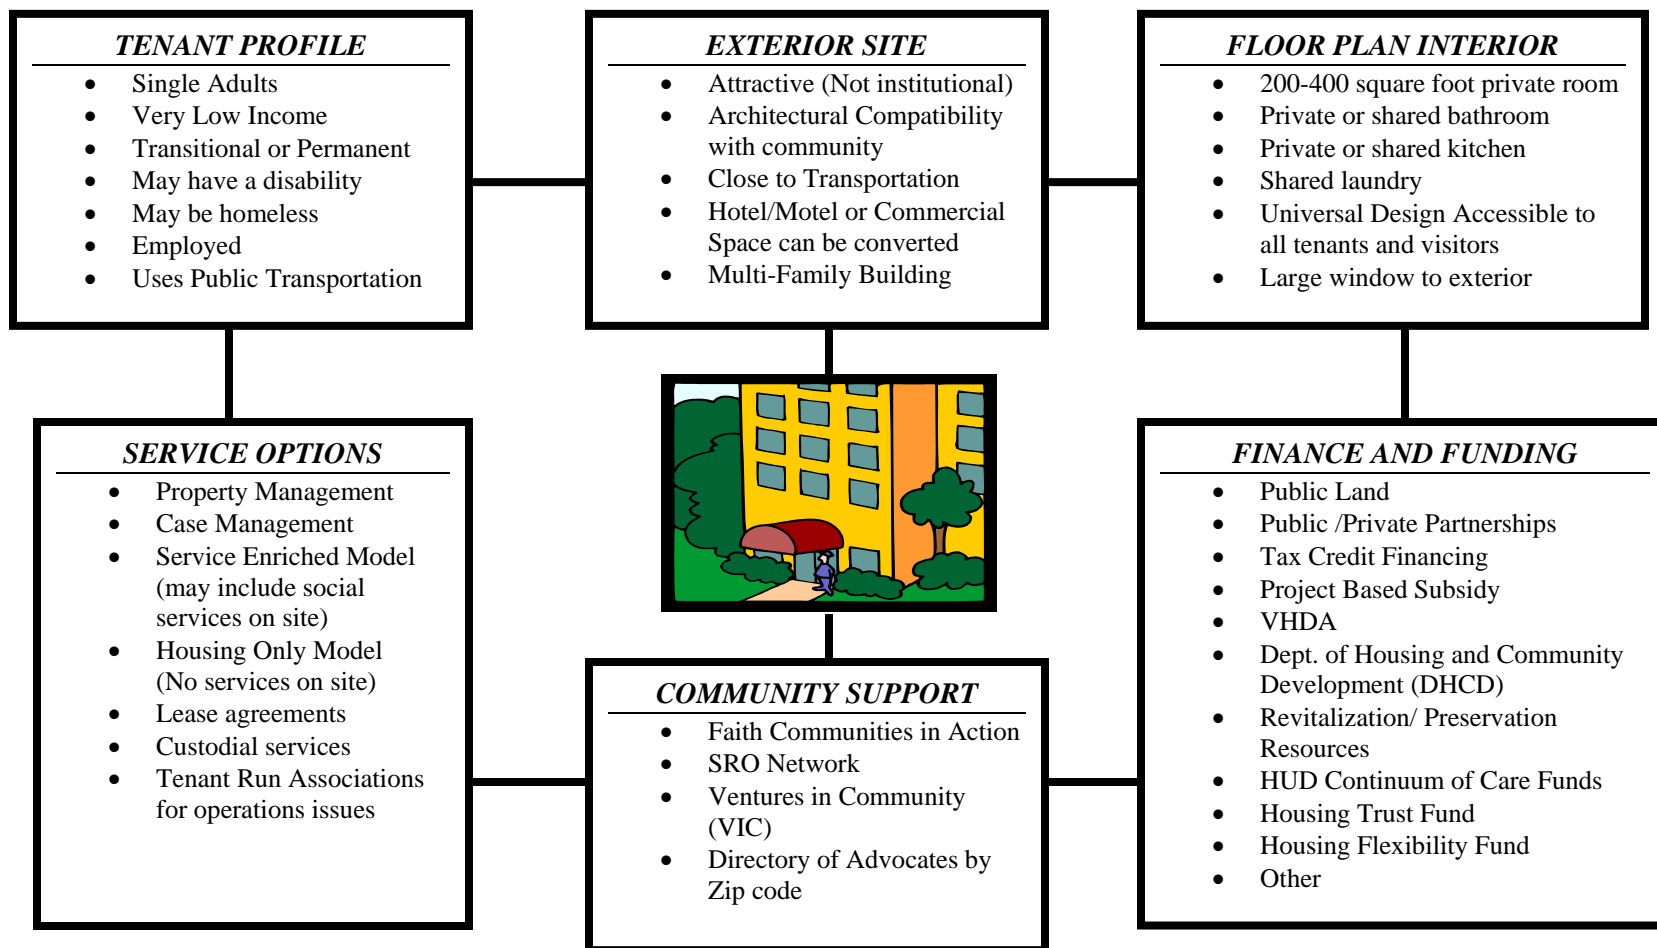 TENANT PROFILE
• Single Adults
• Very Low Income
• Transitional or Permanent
• May have a disability
• May be homeless
• Employed
• Uses Public Transportation
EXTERIOR SITE
• Attractive (Not institutional)
• Architectural Compatibility
with community
• Close to Transportation
• Hotel/Motel or Commercial
Space can be converted
• Multi-Family Building
FLOOR PLAN INTERIOR
• 200-400 square foot private room
• Private or shared bathroom
• Private or shared kitchen
• Shared laundry
• Universal Design Accessible to
all tenants and visitors
• Large window to exterior
SERVICE OPTIONS
• Property Management
• Case Management
• Service Enriched Model
(may include social
services on site)
• Housing Only Model
(No services on site)
• Lease agreements
• Custodial services
• Tenant Run Associations
for operations issues
COMMUNITY SUPPORT
• Faith Communities in Action
• SRO Network
• Ventures in Community
(VIC)
• Directory of Advocates by
Zip code
FINANCE AND FUNDING
• Public Land
• Public /Private Partnerships
• Tax Credit Financing
• Project Based Subsidy
• VHDA
• Dept. of Housing and Community
Development (DHCD)
• Revitalization/ Preservation
Resources
• HUD Continuum of Care Funds
• Housing Trust Fund
• Housing Flexibility Fund
• Other